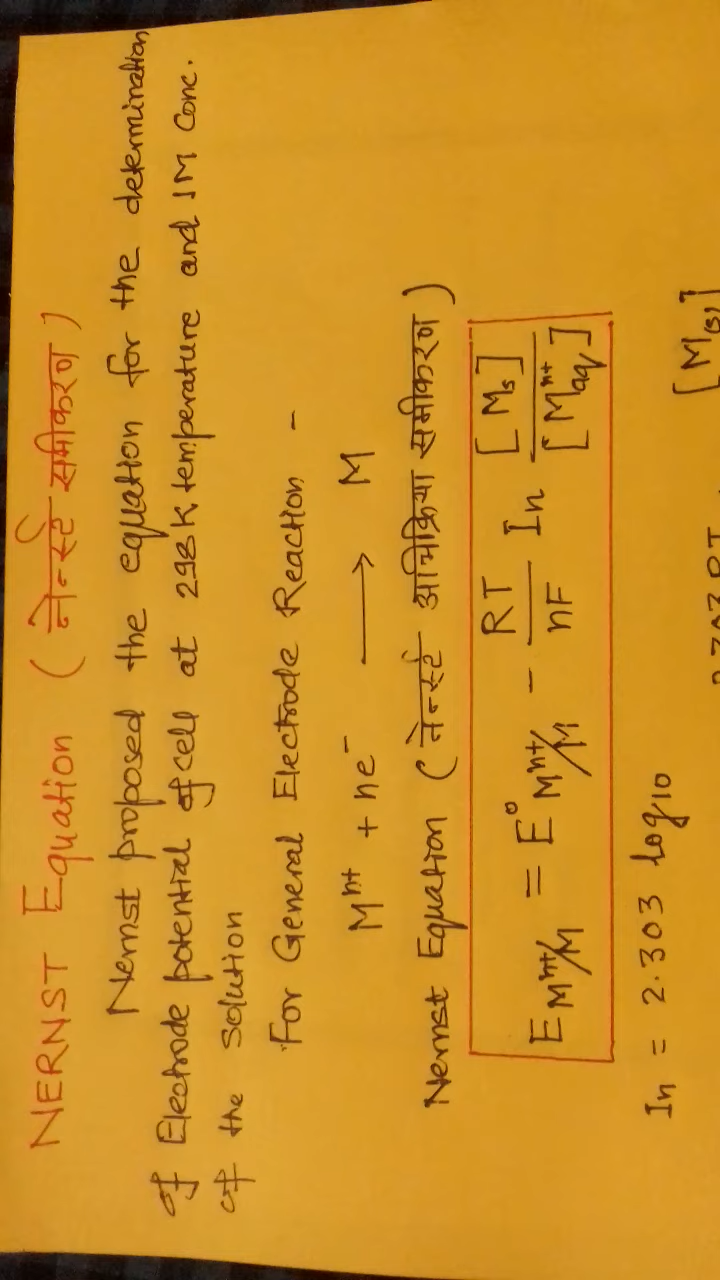 NERNST Equation (नेर्न्स्ट समीकरण)
Nernst proposed the equation for the determination
of Electrode potential of cell at 298 K temperature and 1M Conc.
of the solution
For General Electrode Reaction -
Mⁿ⁺ + ne⁻ ⟶ M
Nernst Equation (नेर्न्स्ट अभिक्रिया समीकरण)
E Mⁿ⁺/M = E° Mⁿ⁺/M - RT/nF In [Ms]/[Mⁿ⁺aq]
In = 2.303 log10
[M(s)]